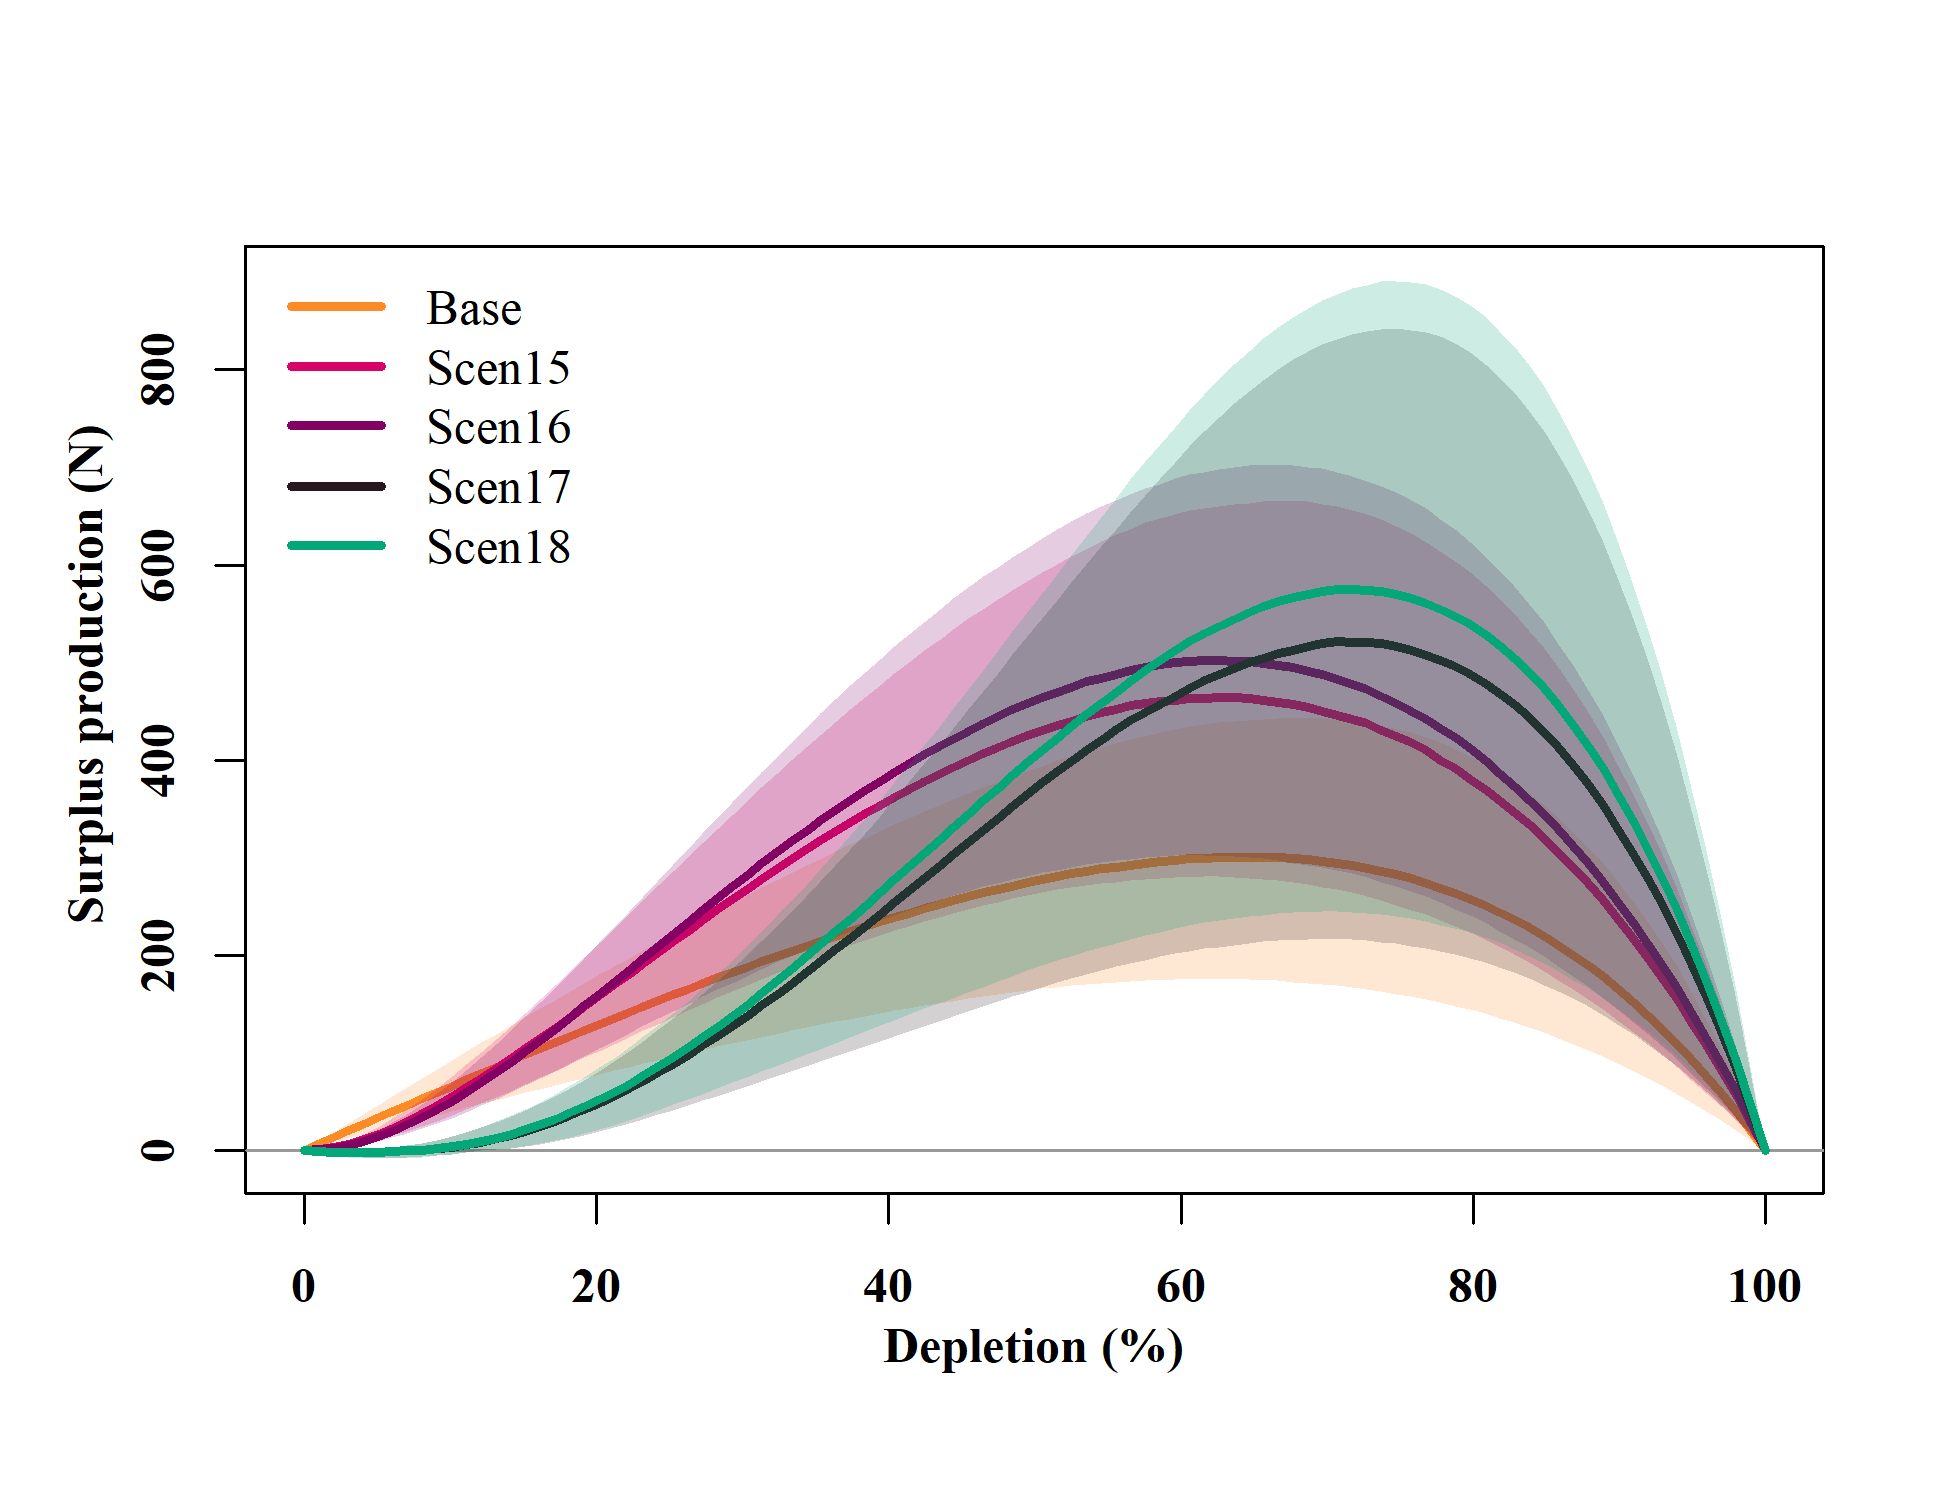 Base
Scen15
Scen16
Scen17
Scen18
Surplus production (N)
800
600
400
200
0
0 20 40 60 80 100
Depletion (%)